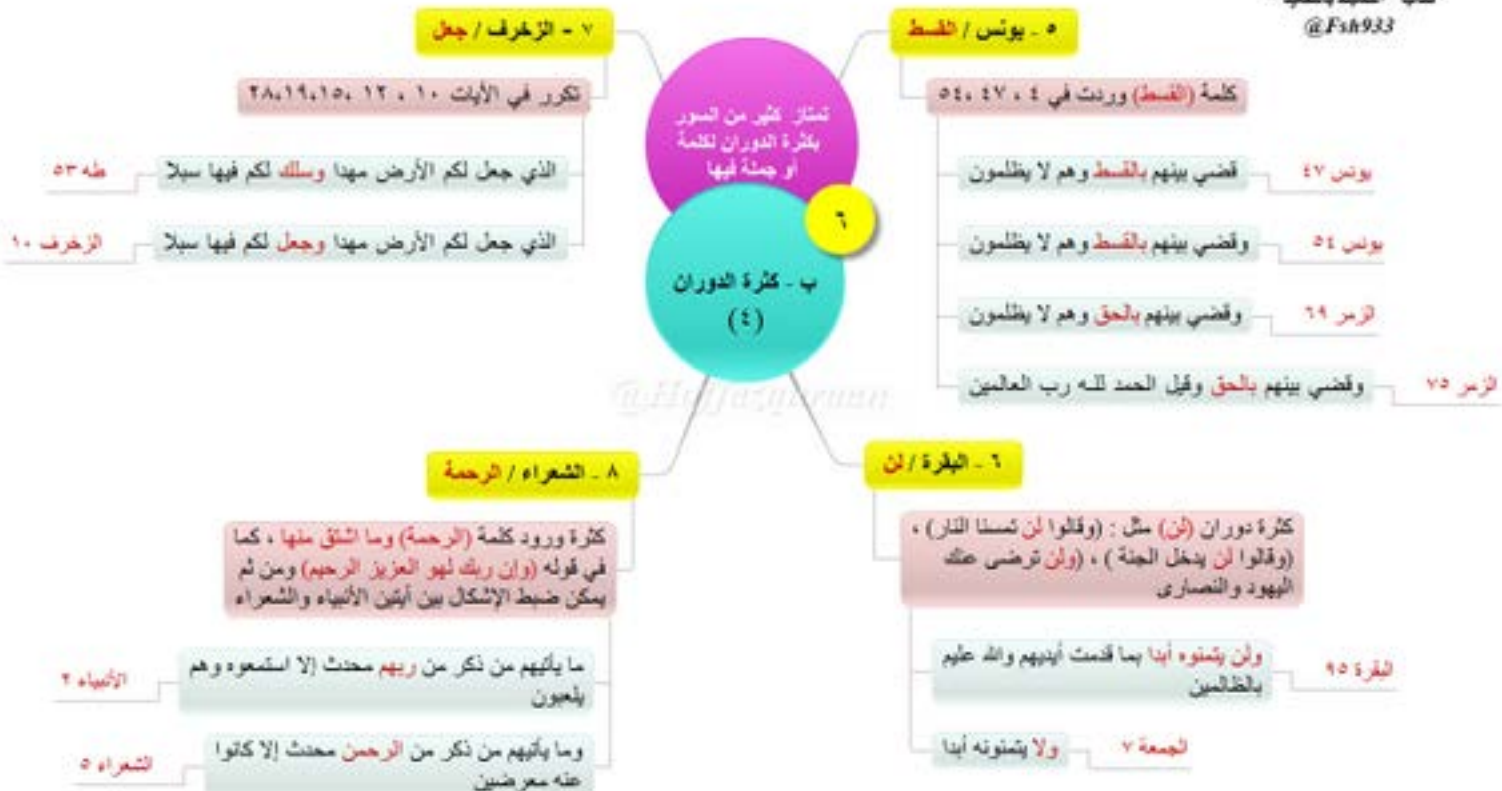 @Fsh933
تمتاز كثير من السور
بكثرة الدوران لكلمة
أو جملة فيها
٦
ب - كثرة الدوران
(٤)
٥ - يونس / القسط
كلمة (القسط) وردت في ٤ ، ٤٧ ،٥٤
قضي بينهم بالقسط وهم لا يظلمون
يونس ٤٧
وقضي بينهم بالقسط وهم لا يظلمون
يونس ٥٤
وقضي بينهم بالحق وهم لا يظلمون
الزمر ٦٩
وقضي بينهم بالحق وقيل الحمد لله رب العالمين
الزمر ٧٥
٦ - البقرة / لن
كثرة دوران (لن) مثل : (وقالوا لن تمسنا النار) ،
(وقالوا لن يدخل الجنة ) ، (ولن ترضى عنك
اليهود والنصارى
ولن يتمنوه أبدا بما قدمت أيديهم والله عليم
بالظالمين
البقرة ٩٥
ولا يتمنونه أبدا
الجمعة ٧
٧ - الزخرف / جعل
تكرر في الأيات ١٠ ، ١٢ ،١٥،١٩،٢٨
الذي جعل لكم الأرض مهدا وسلك لكم فيها سبلا
طه ٥٣
الذي جعل لكم الأرض مهدا وجعل لكم فيها سبلا
الزخرف ١٠
٨ - الشعراء / الرحمة
كثرة ورود كلمة (الرحمة) وما اشتق منها ، كما
في قوله (وإن ربك لهو العزيز الرحيم) ومن ثم
يمكن ضبط الإشكال بين أيتين الأنبياء والشعراء
ما يأتيهم من ذكر من ربهم محدث إلا استمعوه وهم
يلعبون
الأنبياء ٢
وما يأتيهم من ذكر من الرحمن محدث إلا كانوا
عنه معرضين
الشعراء ٥